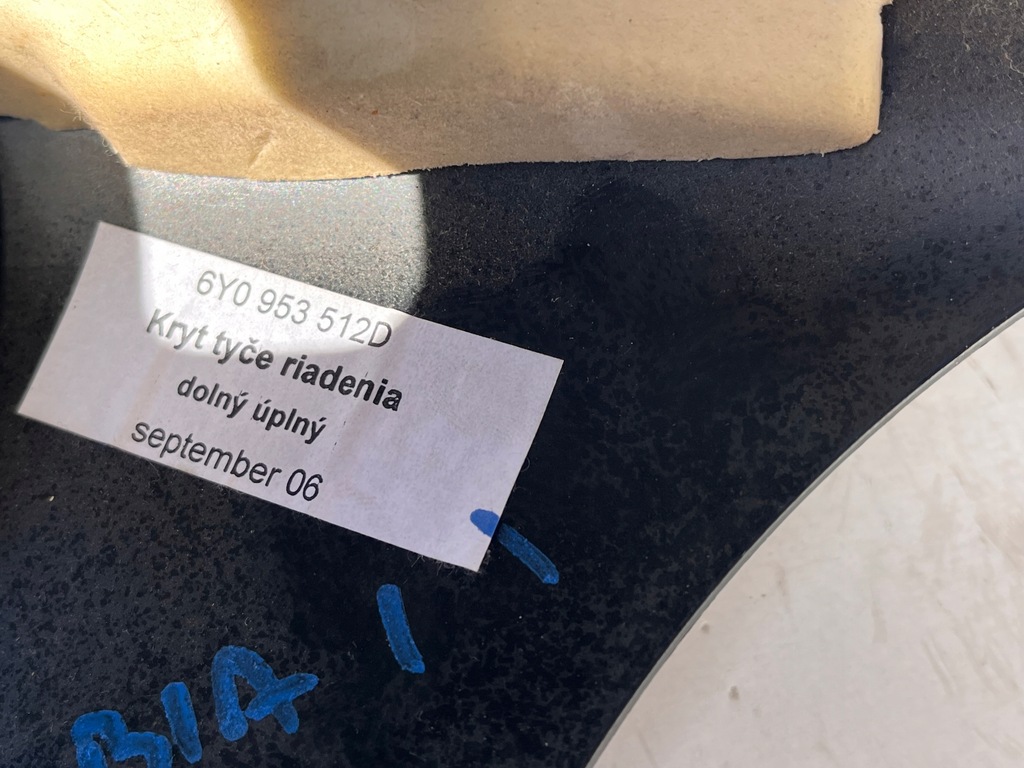 6Y0 953 512D
Kryt tyče riadenia
dolný úplný
september 06
BIA I